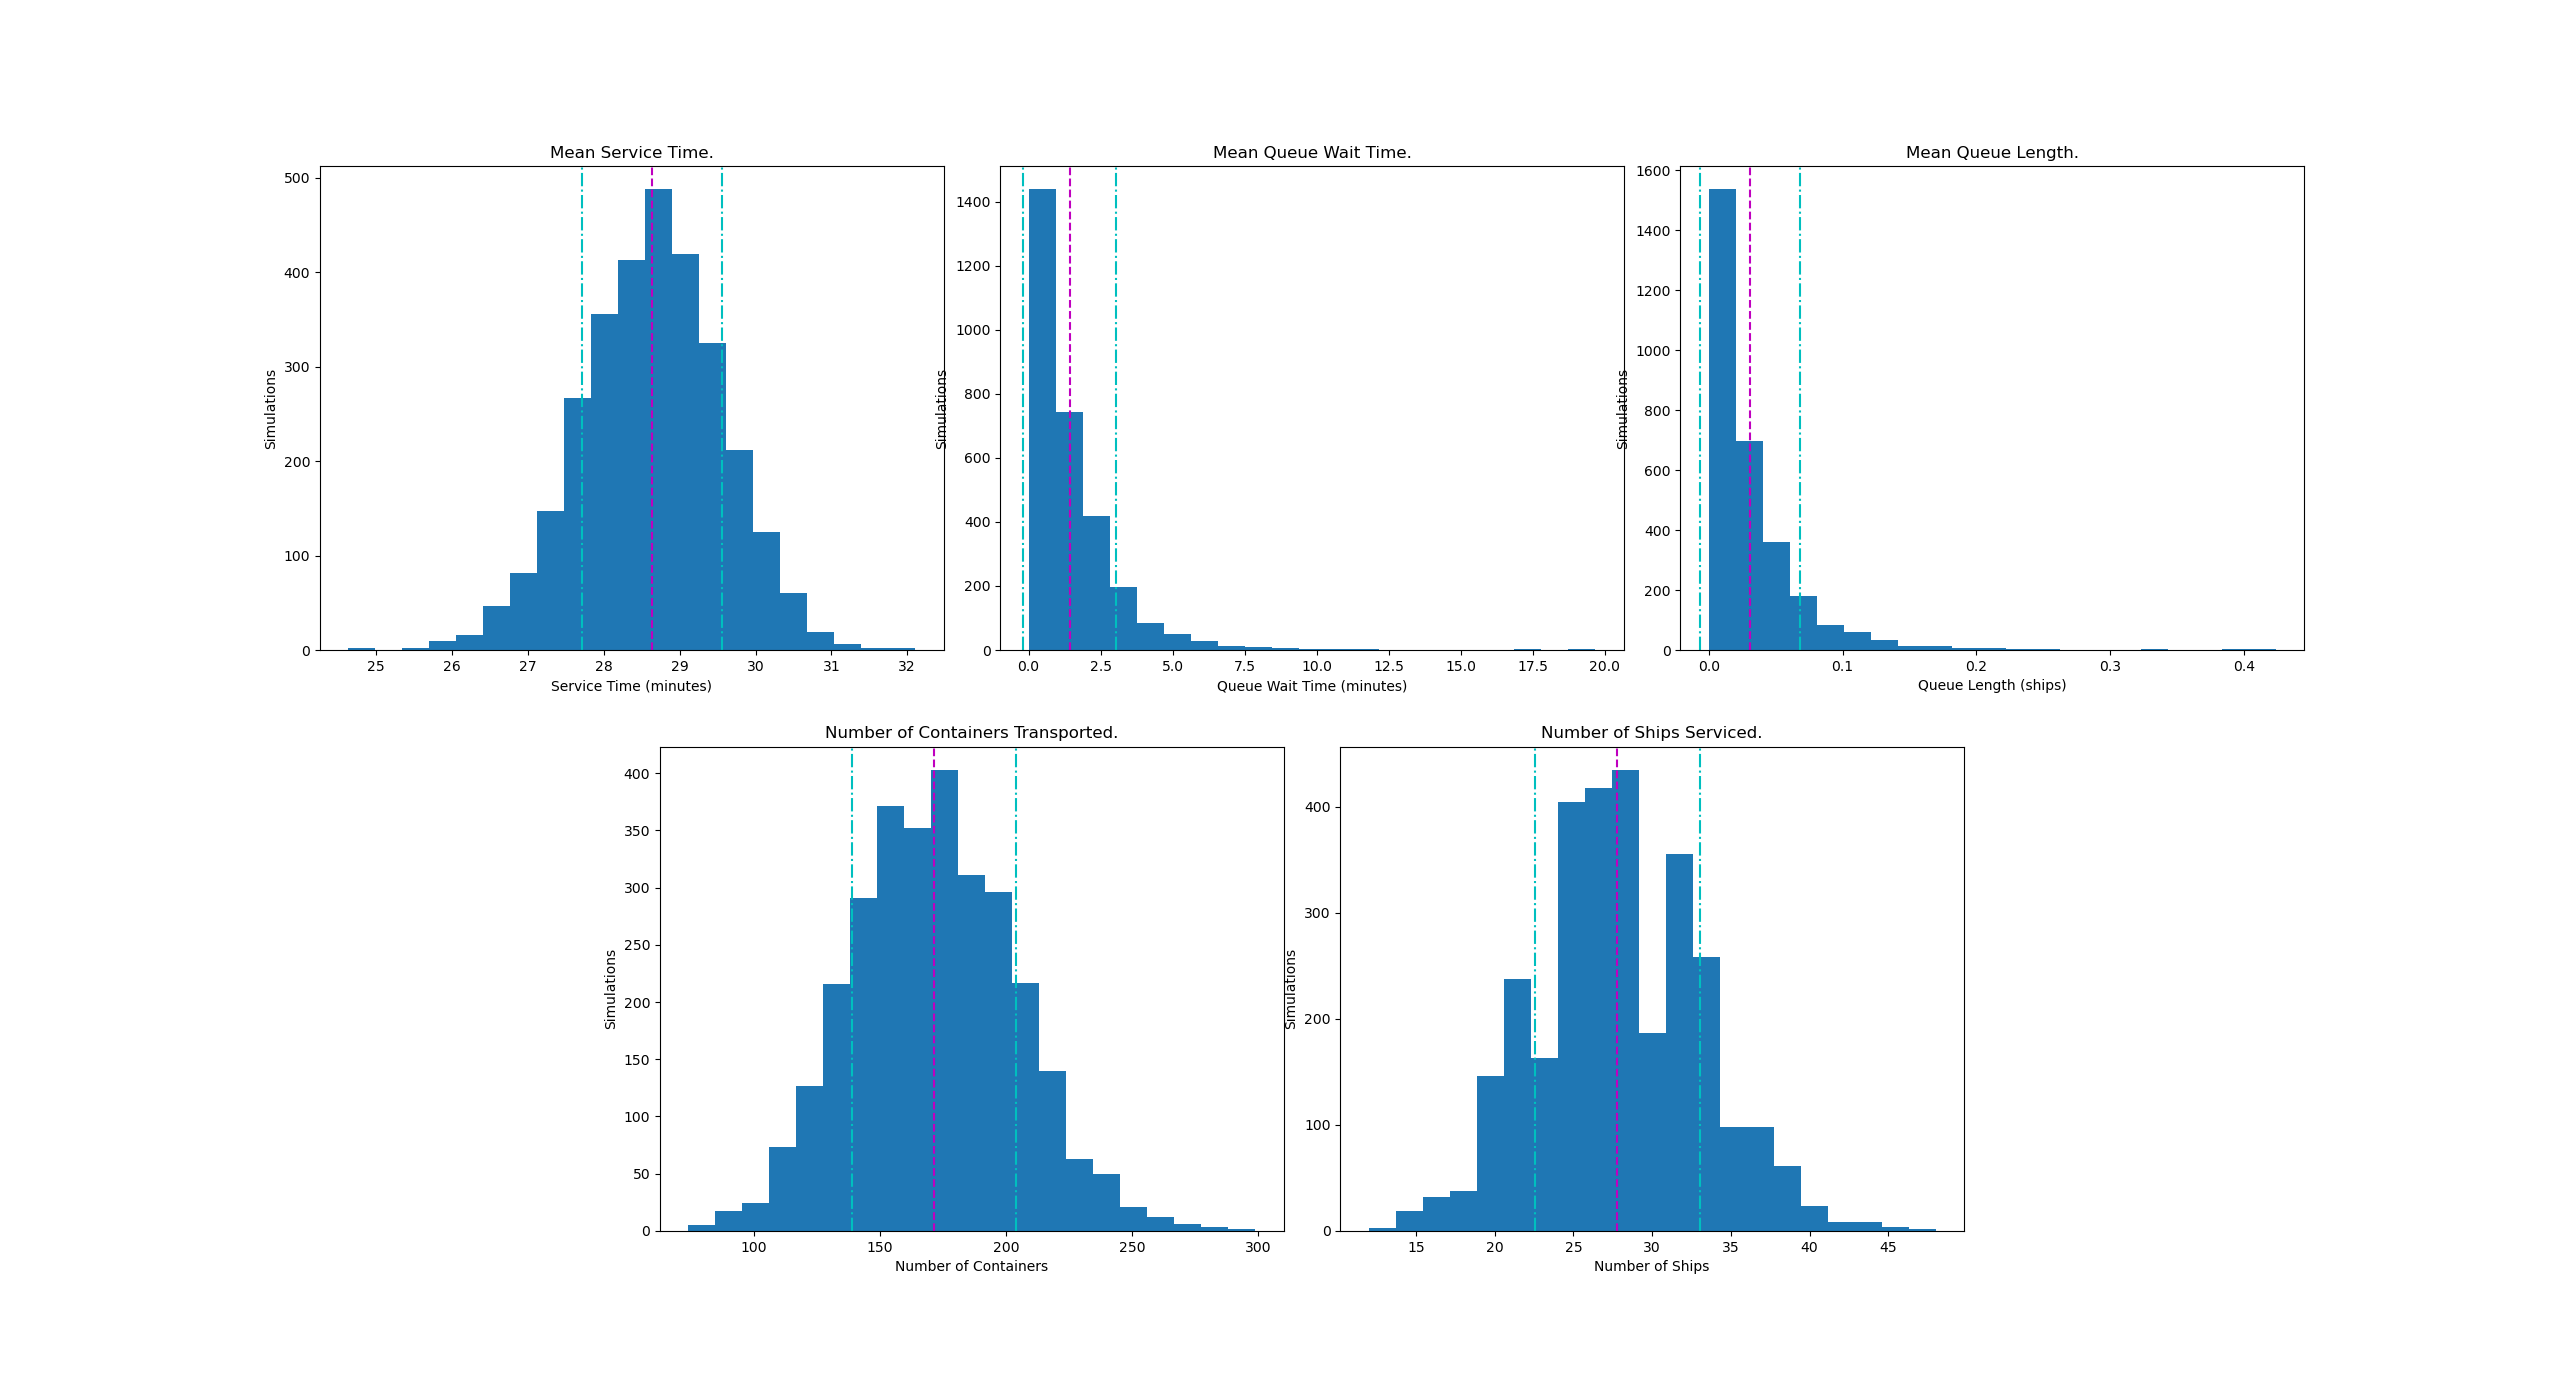 Mean Service Time.
Simulations
500
400
300
200
100
0
25 26 27 28 29 30 31 32
Service Time (minutes)
Mean Queue Wait Time.
Simulations
1400
1200
1000
800
600
400
200
0
0.0 2.5 5.0 7.5 10.0 12.5 15.0 17.5 20.0
Queue Wait Time (minutes)
Mean Queue Length.
Simulations
1600
1400
1200
1000
800
600
400
200
0
0.0 0.1 0.2 0.3 0.4
Queue Length (ships)
Number of Containers Transported.
Simulations
400
350
300
250
200
150
100
50
0
100 150 200 250 300
Number of Containers
Number of Ships Serviced.
Simulations
400
300
200
100
0
15 20 25 30 35 40 45
Number of Ships